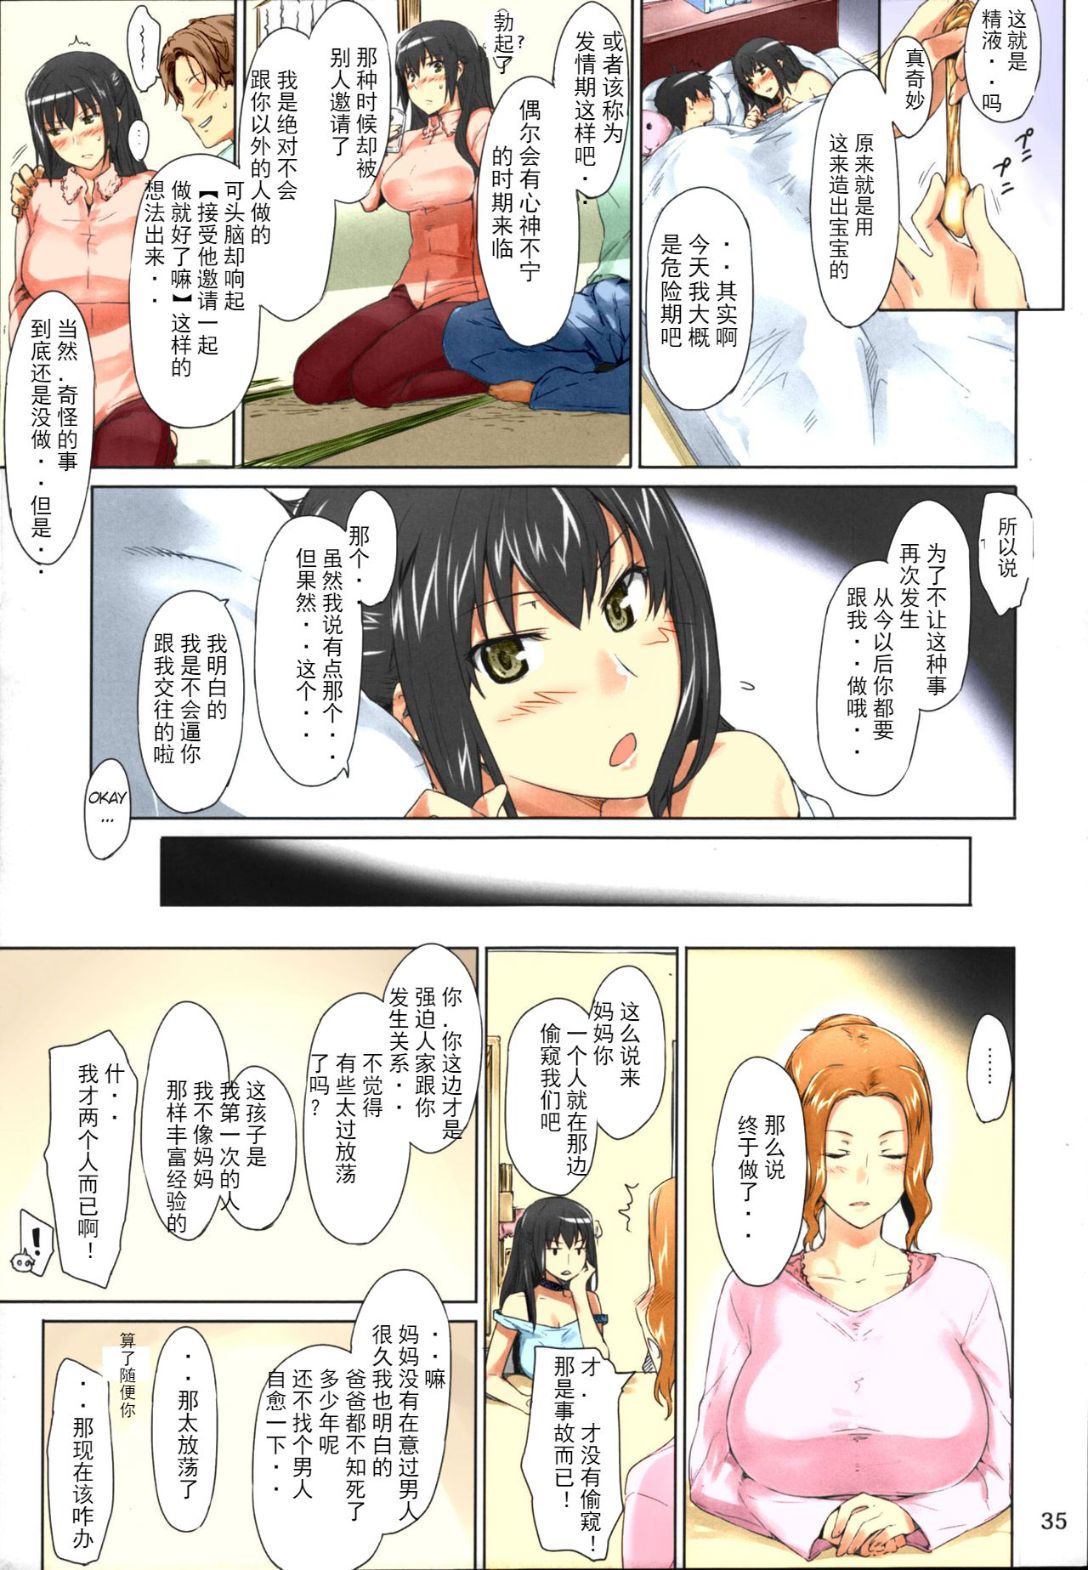 这就是
精液··吗
真奇妙
原来就是用
这来造出宝宝的
··其实啊
今天我大概
是危险期吧
或者该称为
发情期这样吧·
偶尔会有心神不宁
的时期来临
勃起了?
那种时候却被
别人邀请了
我是绝对不会
跟你以外的人做的
可头脑却响起
【接受他邀请一起
做就好了嘛】这样的
想法出来··
当然·奇怪的事
到底还是没做··但是··
所以说
为了不让这种事
再次发生
从今以后你都要
跟我··做哦··
那个··
虽然我说有点那个···
但果然··这个··
我明白的
我是不会逼你
跟我交往的啦
OKAY
...
……
那么说
终于做了··
这么说来
妈妈你
一个人就在那边
偷窥我们吧
才··才没有偷窥!
那是事故而已!
你·你这边才是
强迫人家跟你
发生关系··
不觉得
有些太过放荡
了吗?
这孩子是
我第一次的人
我不像妈妈
那样丰富经验的
什··
我才两个人而已啊!
!
··嘛
妈妈没有在意过男人
很久我也明白的
爸爸都不知死了
多少年呢
还不找个男人
自愈一下···
··那太放荡了
算了随便你
··那现在该咋办
35